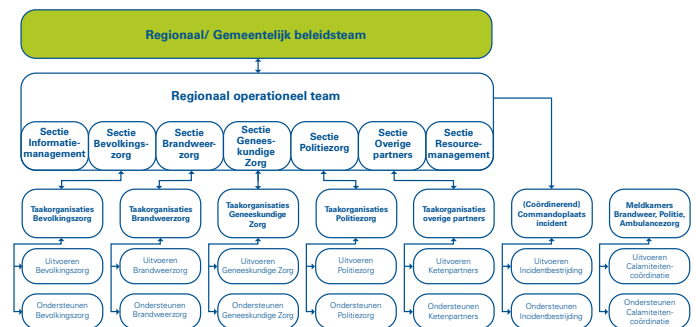 Regionaal/ Gemeentelijk beleidsteam
Regionaal operationeel team
Sectie
Informatie-
management
Sectie
Bevolkings-
zorg
Sectie
Brandweer-
zorg
Sectie
Genees-
kundige
Zorg
Sectie
Politiezorg
Sectie
Overige
partners
Sectie
Resource-
management
Taakorganisaties
Bevolkingszorg
Taakorganisaties
Brandweerzorg
Taakorganisaties
Geneeskundige
Zorg
Taakorganisaties
Politiezorg
Taakorganisaties
overige partners
(Coördinerend)
Commandoplaats
incident
Meldkamers
Brandweer, Politie,
Ambulancezorg
Uitvoeren
Bevolkingszorg
Uitvoeren
Brandweerzorg
Uitvoeren
Geneeskundige Zorg
Uitvoeren
Politiezorg
Uitvoeren
Ketenpartners
Uitvoeren
Incidentbestrijding
Uitvoeren
Calamiteiten-
coördinatie
Ondersteunen
Bevolkingszorg
Ondersteunen
Brandweerzorg
Ondersteunen
Geneeskundige Zorg
Ondersteunen
Politiezorg
Ondersteunen
Ketenpartners
Ondersteunen
Incidentbestrijding
Ondersteunen
Calamiteiten-
coördinatie